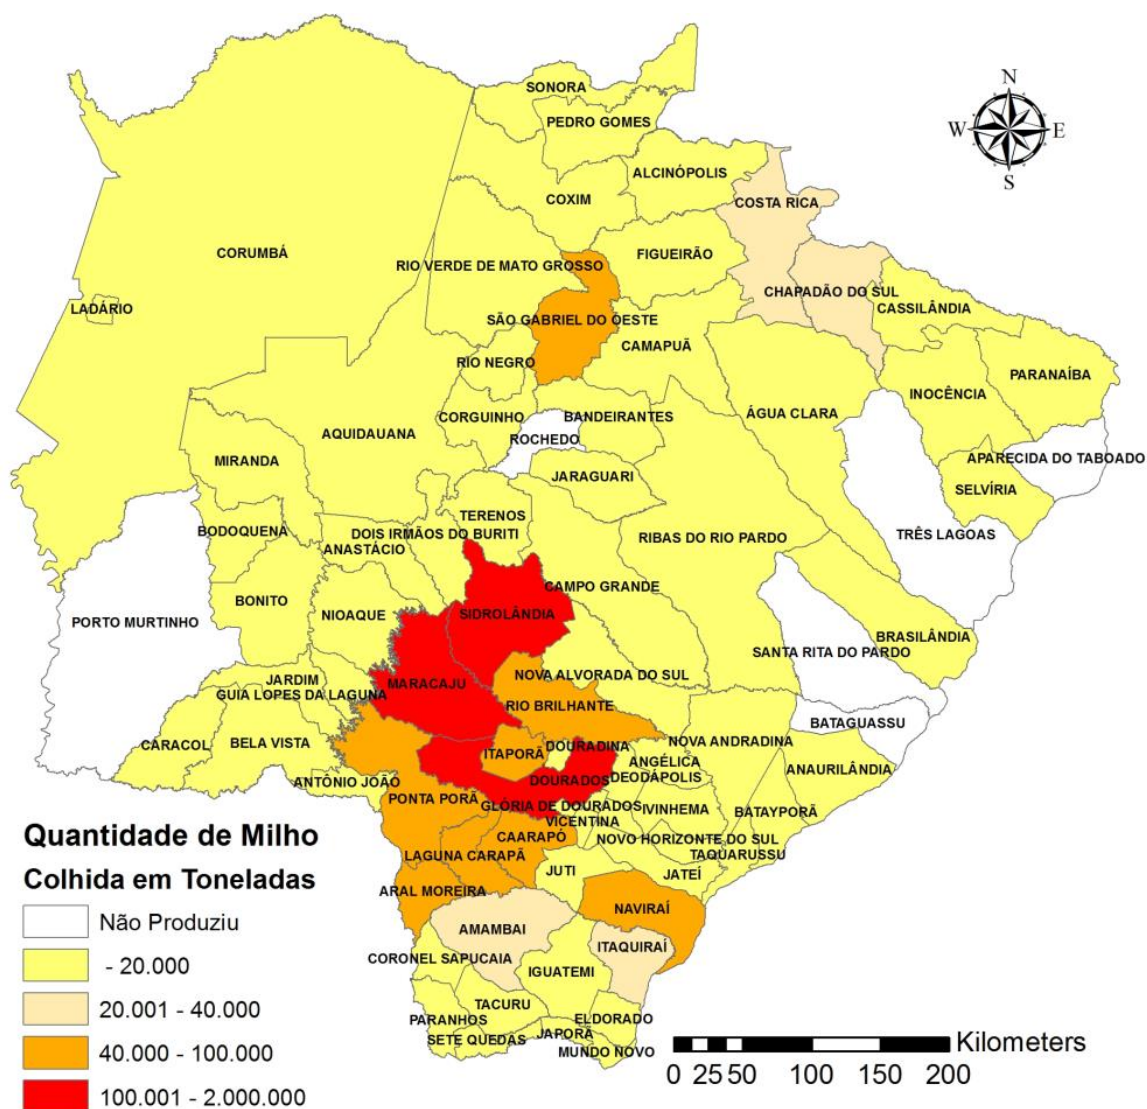 N
W
E
S
SONORA
PEDRO GOMES
ALCINÓPOLIS
COXIM
COSTA RICA
CORUMBÁ
RIO VERDE DE MATO GROSSO
FIGUEIRÃO
CHAPADÃO DO SUL
LADÁRIO
CASSILÂNDIA
SÃO GABRIEL DO OESTE
CAMAPUÃ
RIO NEGRO
PARANAÍBA
INOCÊNCIA
CORGUINHO
BANDEIRANTES
ÁGUA CLARA
AQUIDAUANA
ROCHEDO
MIRANDA
APARECIDA DO TABOADO
JARAGUARI
SELVÍRIA
TERENOS
BODOQUENA
DOIS IRMÃOS DO BURITI
RIBAS DO RIO PARDO
TRÊS LAGOAS
ANASTÁCIO
CAMPO GRANDE
BONITO
NIOAQUE
SIDROLÂNDIA
PORTO MURTINHO
BRASILÂNDIA
SANTA RITA DO PARDO
NOVA ALVORADA DO SUL
JARDIM
MARACAJU
GUIA LOPES DA LAGUNA
RIO BRILHANTE
BATAGUASSU
CARACOL
BELA VISTA
ITAPORÃ
DOURADINA
NOVA ANDRADINA
ANGÉLICA
ANAURILÂNDIA
ANTÔNIO JOÃO
DOURADOS
DEODÁPOLIS
PONTA PORÃ
GLÓRIA DE DOURADOS
IVINHEMA
BATAYPORÃ
VICENTINA
CAARAPÓ
NOVO HORIZONTE DO SUL
LAGUNA CARAPÃ
TAQUARUSSU
JUTI
JATEÍ
ARAL MOREIRA
NAVIRAÍ
AMAMBAI
ITAQUIRAÍ
CORONEL SAPUCAIA
IGUATEMI
TACURU
PARANHOS
ELDORADO
SETE QUEDAS
JAPORÃ
MUNDO NOVO
Quantidade de Milho
Colhida em Toneladas
Não Produziu
- 20.000
20.001 - 40.000
40.000 - 100.000
100.001 - 2.000.000
Kilometers
0 25 50 100 150 200